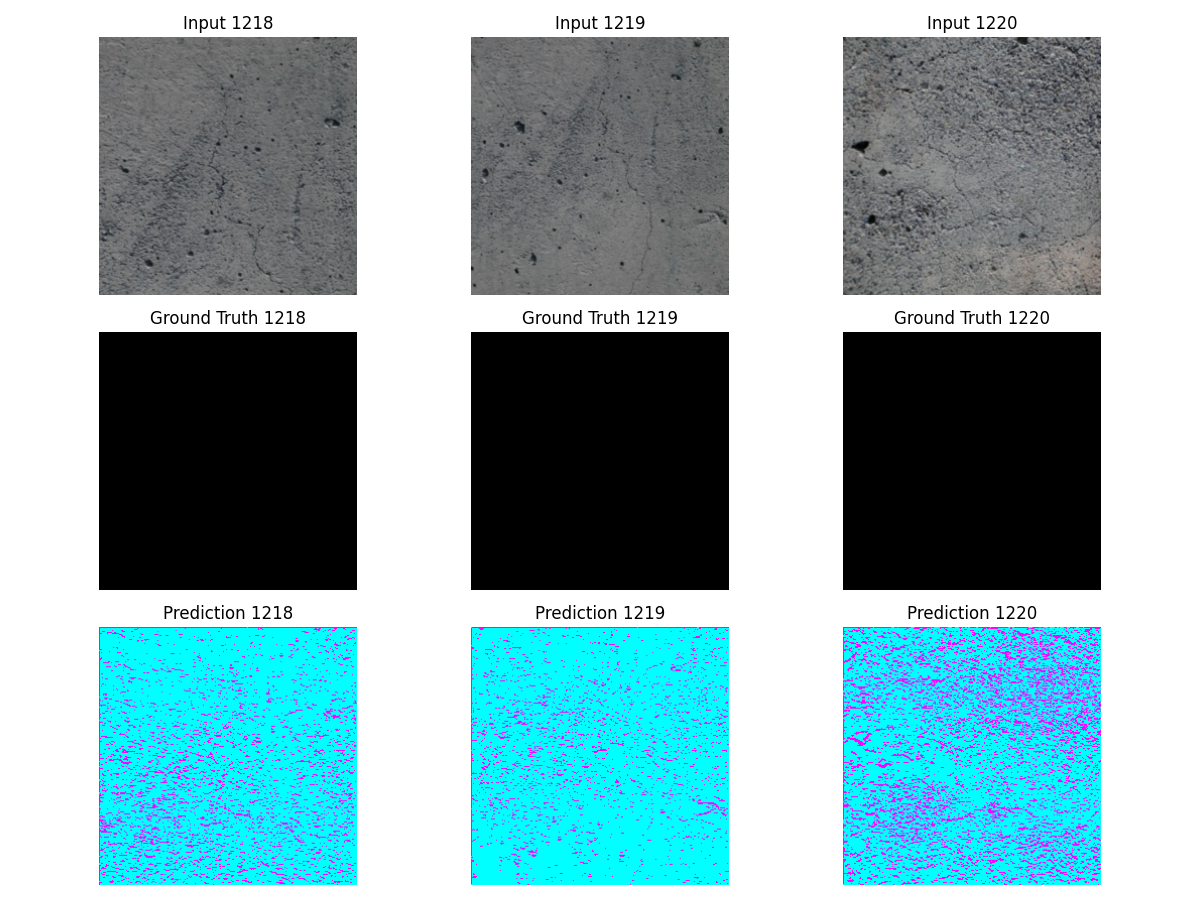 Input 1218
Input 1219
Input 1220
Ground Truth 1218
Ground Truth 1219
Ground Truth 1220
Prediction 1218
Prediction 1219
Prediction 1220